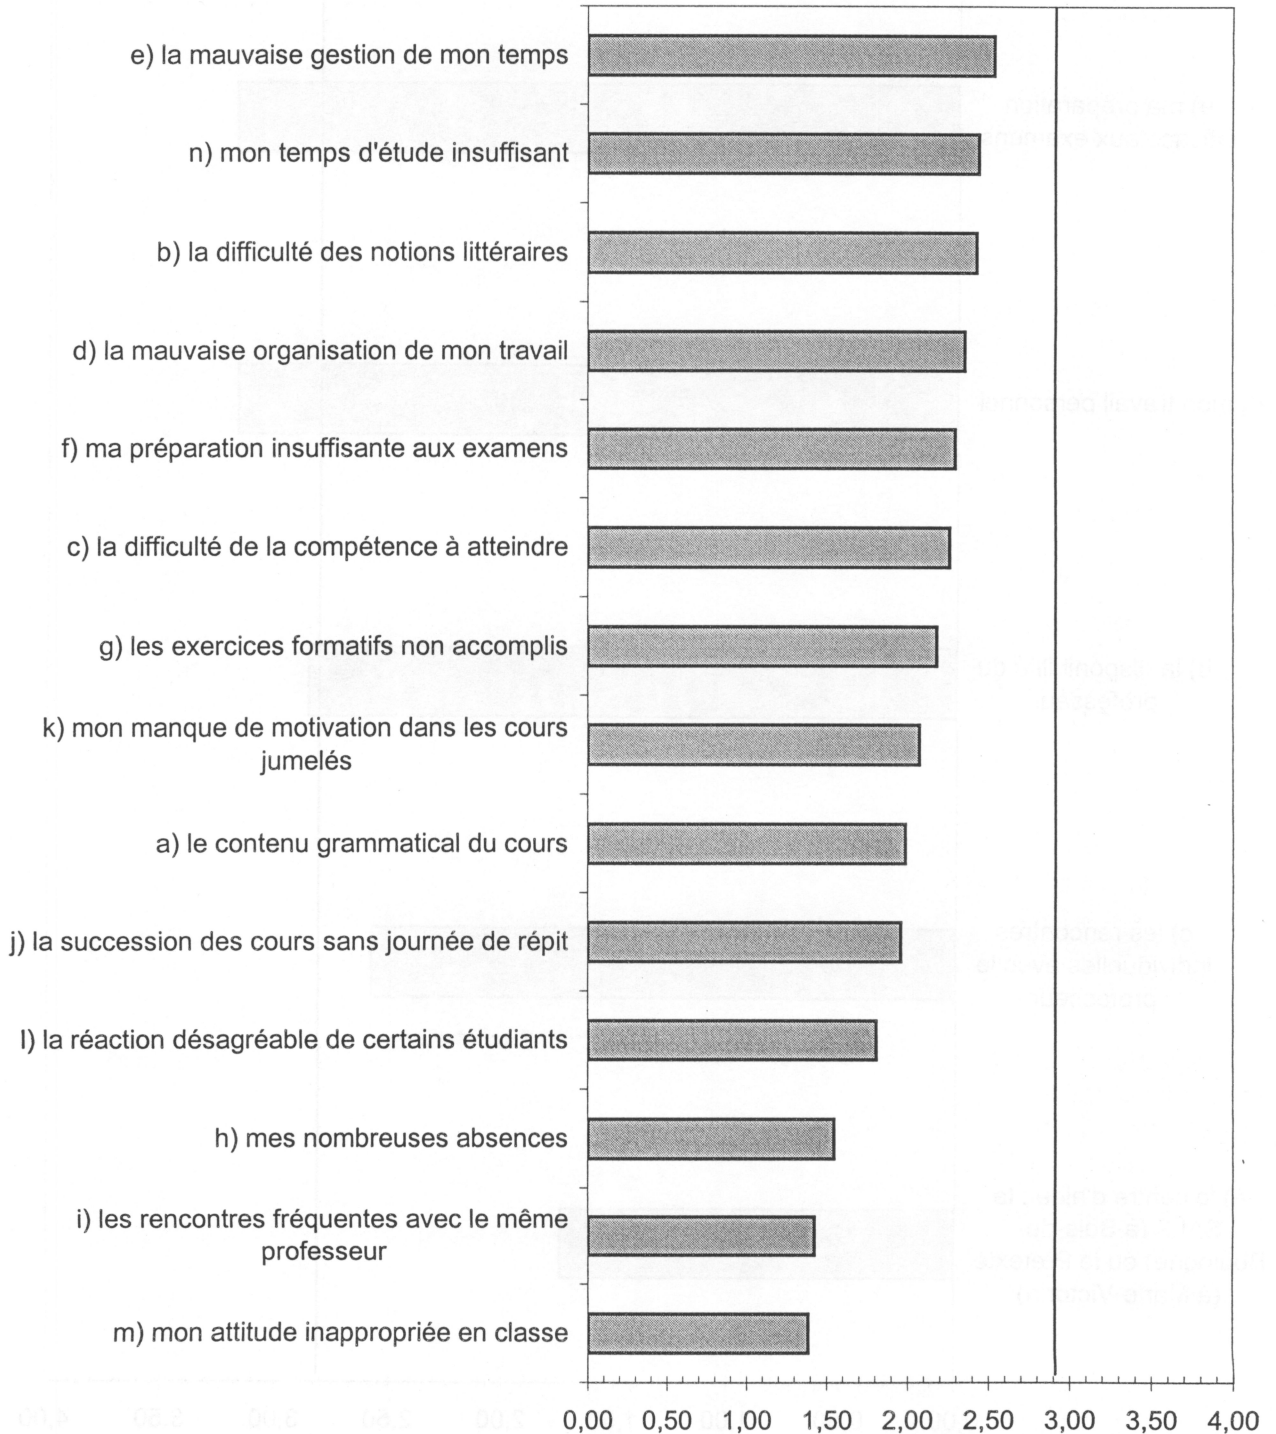 e) la mauvaise gestion de mon temps
n) mon temps d'étude insuffisant
b) la difficulté des notions littéraires
d) la mauvaise organisation de mon travail
f) ma préparation insuffisante aux examens
c) la difficulté de la compétence à atteindre
g) les exercices formatifs non accomplis
k) mon manque de motivation dans les cours
jumelés
a) le contenu grammatical du cours
j) la succession des cours sans journée de répit
l) la réaction désagréable de certains étudiants
h) mes nombreuses absences
i) les rencontres fréquentes avec le même
professeur
m) mon attitude inappropriée en classe
0,00 0,50 1,00 1,50 2,00 2,50 3,00 3,50 4,00